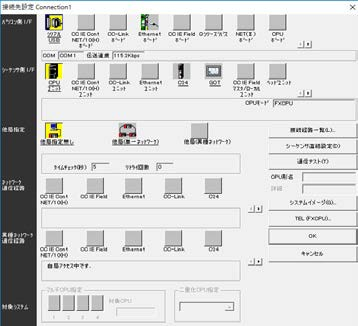 接続先設定 Connection1
パソコン側 I/F
シリアル USB
CC IE Cont NET/10(H) ボード
CC-Link ボード
Ethernet ボード
CC IE Field ボード
Qシリーズバス
NET(II) ボード
COM COM1 伝送速度 115.2Kbps
シーケンサ側 I/F
CPU ユニット
CC IE Cont NET/10(H) ユニット
CC-Link ユニット
Ethernet ユニット
C24
GOT
CC IE Field マスタ/ローカル ユニット
ヘッドユニット
CPUモード FXCPU
他局指定
他局指定無し
他局(単一ネットワーク)
他局(異種ネットワーク)
タイムチェック(秒) 5 リトライ回数 0
ネットワーク 通信経路
CC IE Cont NET/10(H)
CC IE Field
Ethernet
CC-Link
C24
異種ネットワーク 通信経路
CC IE Cont NET/10(H)
CC IE Field
Ethernet
CC-Link
C24
自局アクセス中です。
対象システム
マルチCPU指定
1 2 3 4
対象CPU
二重化CPU指定
接続経路一覧(L)...
シーケンサ直結設定(D)
通信テスト(T)
CPU形名
詳細
システムイメージ(G)...
TEL (FXCPU)...
OK
キャンセル